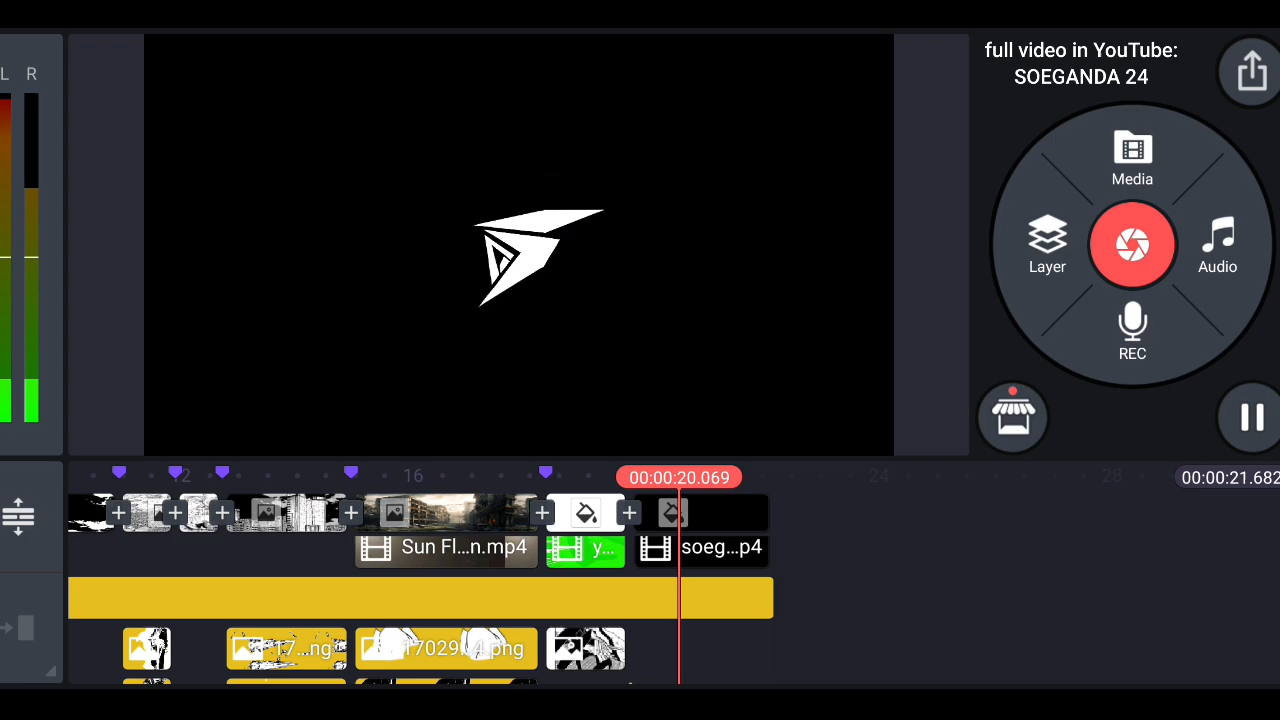 L R
full video in YouTube:
SOEGANDA 24
Media
Layer
Audio
REC
12
16
00:00:20.069
24
28
00:00:21.682
Sun Fl...n.mp4
y...
soeg...p4
17...ng